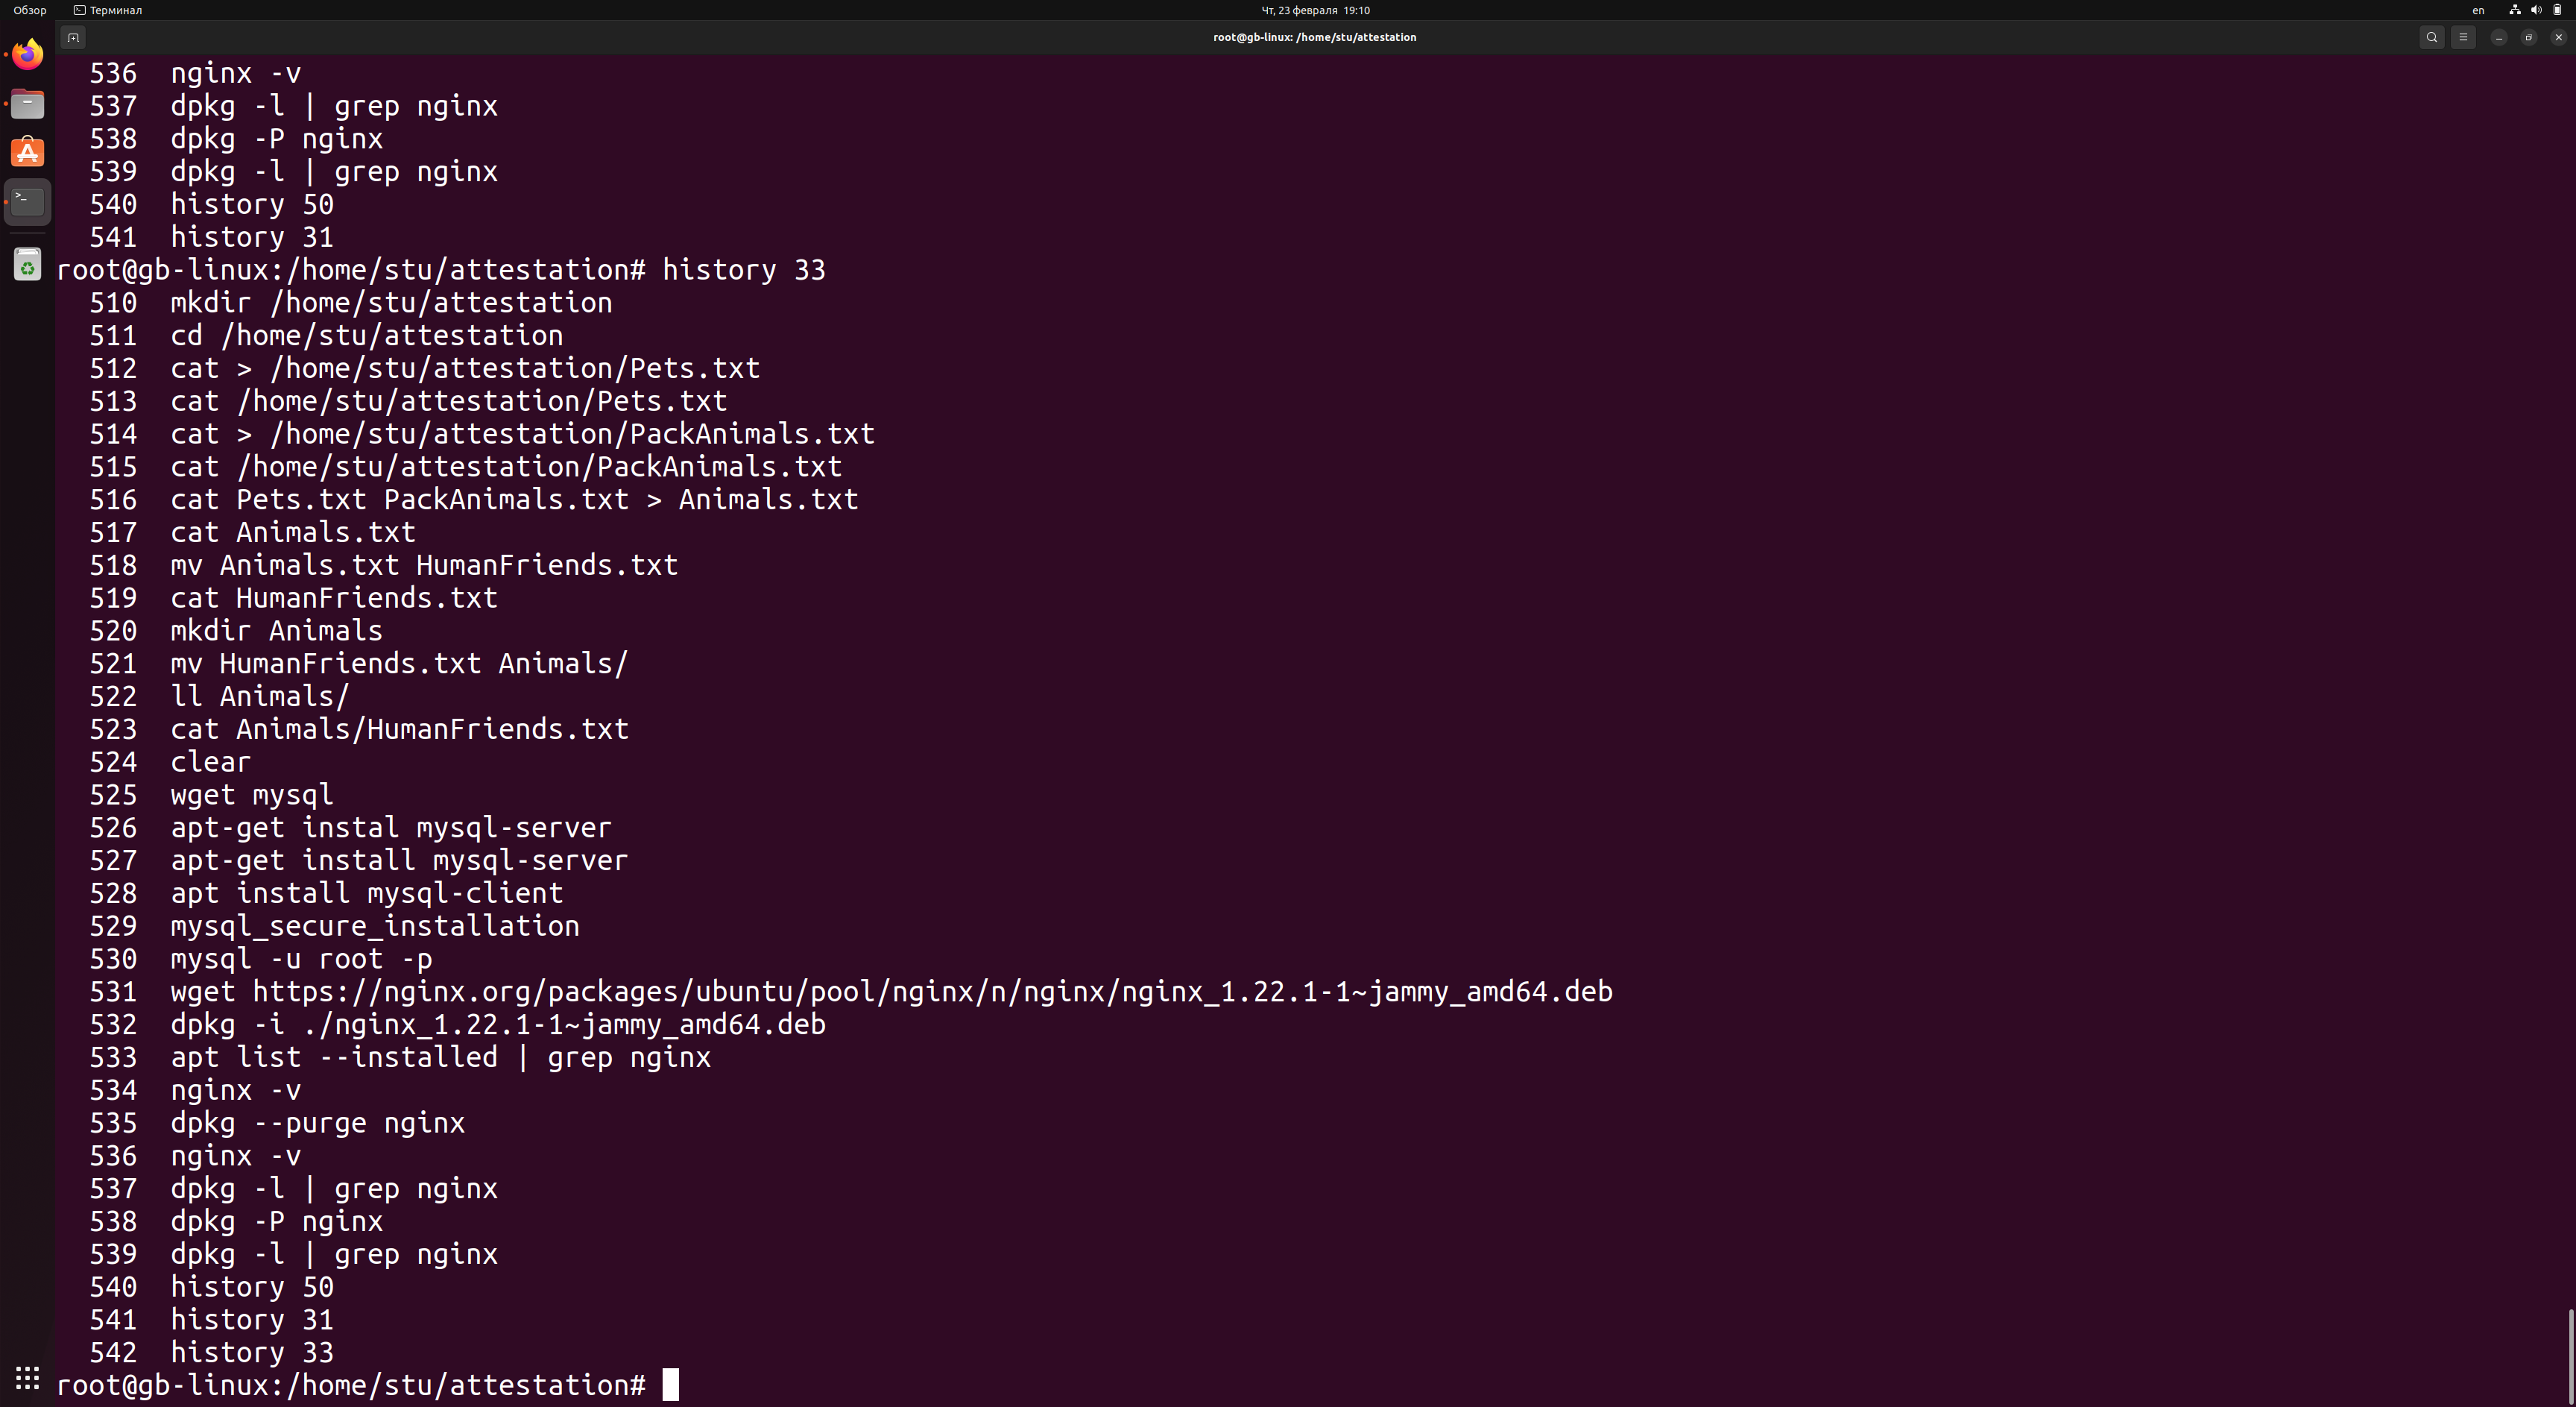 Обзор Терминал Чт, 23 февраля 19:10 en
root@gb-linux: /home/stu/attestation
536 nginx -v
537 dpkg -l | grep nginx
538 dpkg -P nginx
539 dpkg -l | grep nginx
540 history 50
541 history 31
root@gb-linux:/home/stu/attestation# history 33
510 mkdir /home/stu/attestation
511 cd /home/stu/attestation
512 cat > /home/stu/attestation/Pets.txt
513 cat /home/stu/attestation/Pets.txt
514 cat > /home/stu/attestation/PackAnimals.txt
515 cat /home/stu/attestation/PackAnimals.txt
516 cat Pets.txt PackAnimals.txt > Animals.txt
517 cat Animals.txt
518 mv Animals.txt HumanFriends.txt
519 cat HumanFriends.txt
520 mkdir Animals
521 mv HumanFriends.txt Animals/
522 ll Animals/
523 cat Animals/HumanFriends.txt
524 clear
525 wget mysql
526 apt-get instal mysql-server
527 apt-get install mysql-server
528 apt install mysql-client
529 mysql_secure_installation
530 mysql -u root -p
531 wget https://nginx.org/packages/ubuntu/pool/nginx/n/nginx/nginx_1.22.1-1~jammy_amd64.deb
532 dpkg -i ./nginx_1.22.1-1~jammy_amd64.deb
533 apt list --installed | grep nginx
534 nginx -v
535 dpkg --purge nginx
536 nginx -v
537 dpkg -l | grep nginx
538 dpkg -P nginx
539 dpkg -l | grep nginx
540 history 50
541 history 31
542 history 33
root@gb-linux:/home/stu/attestation#